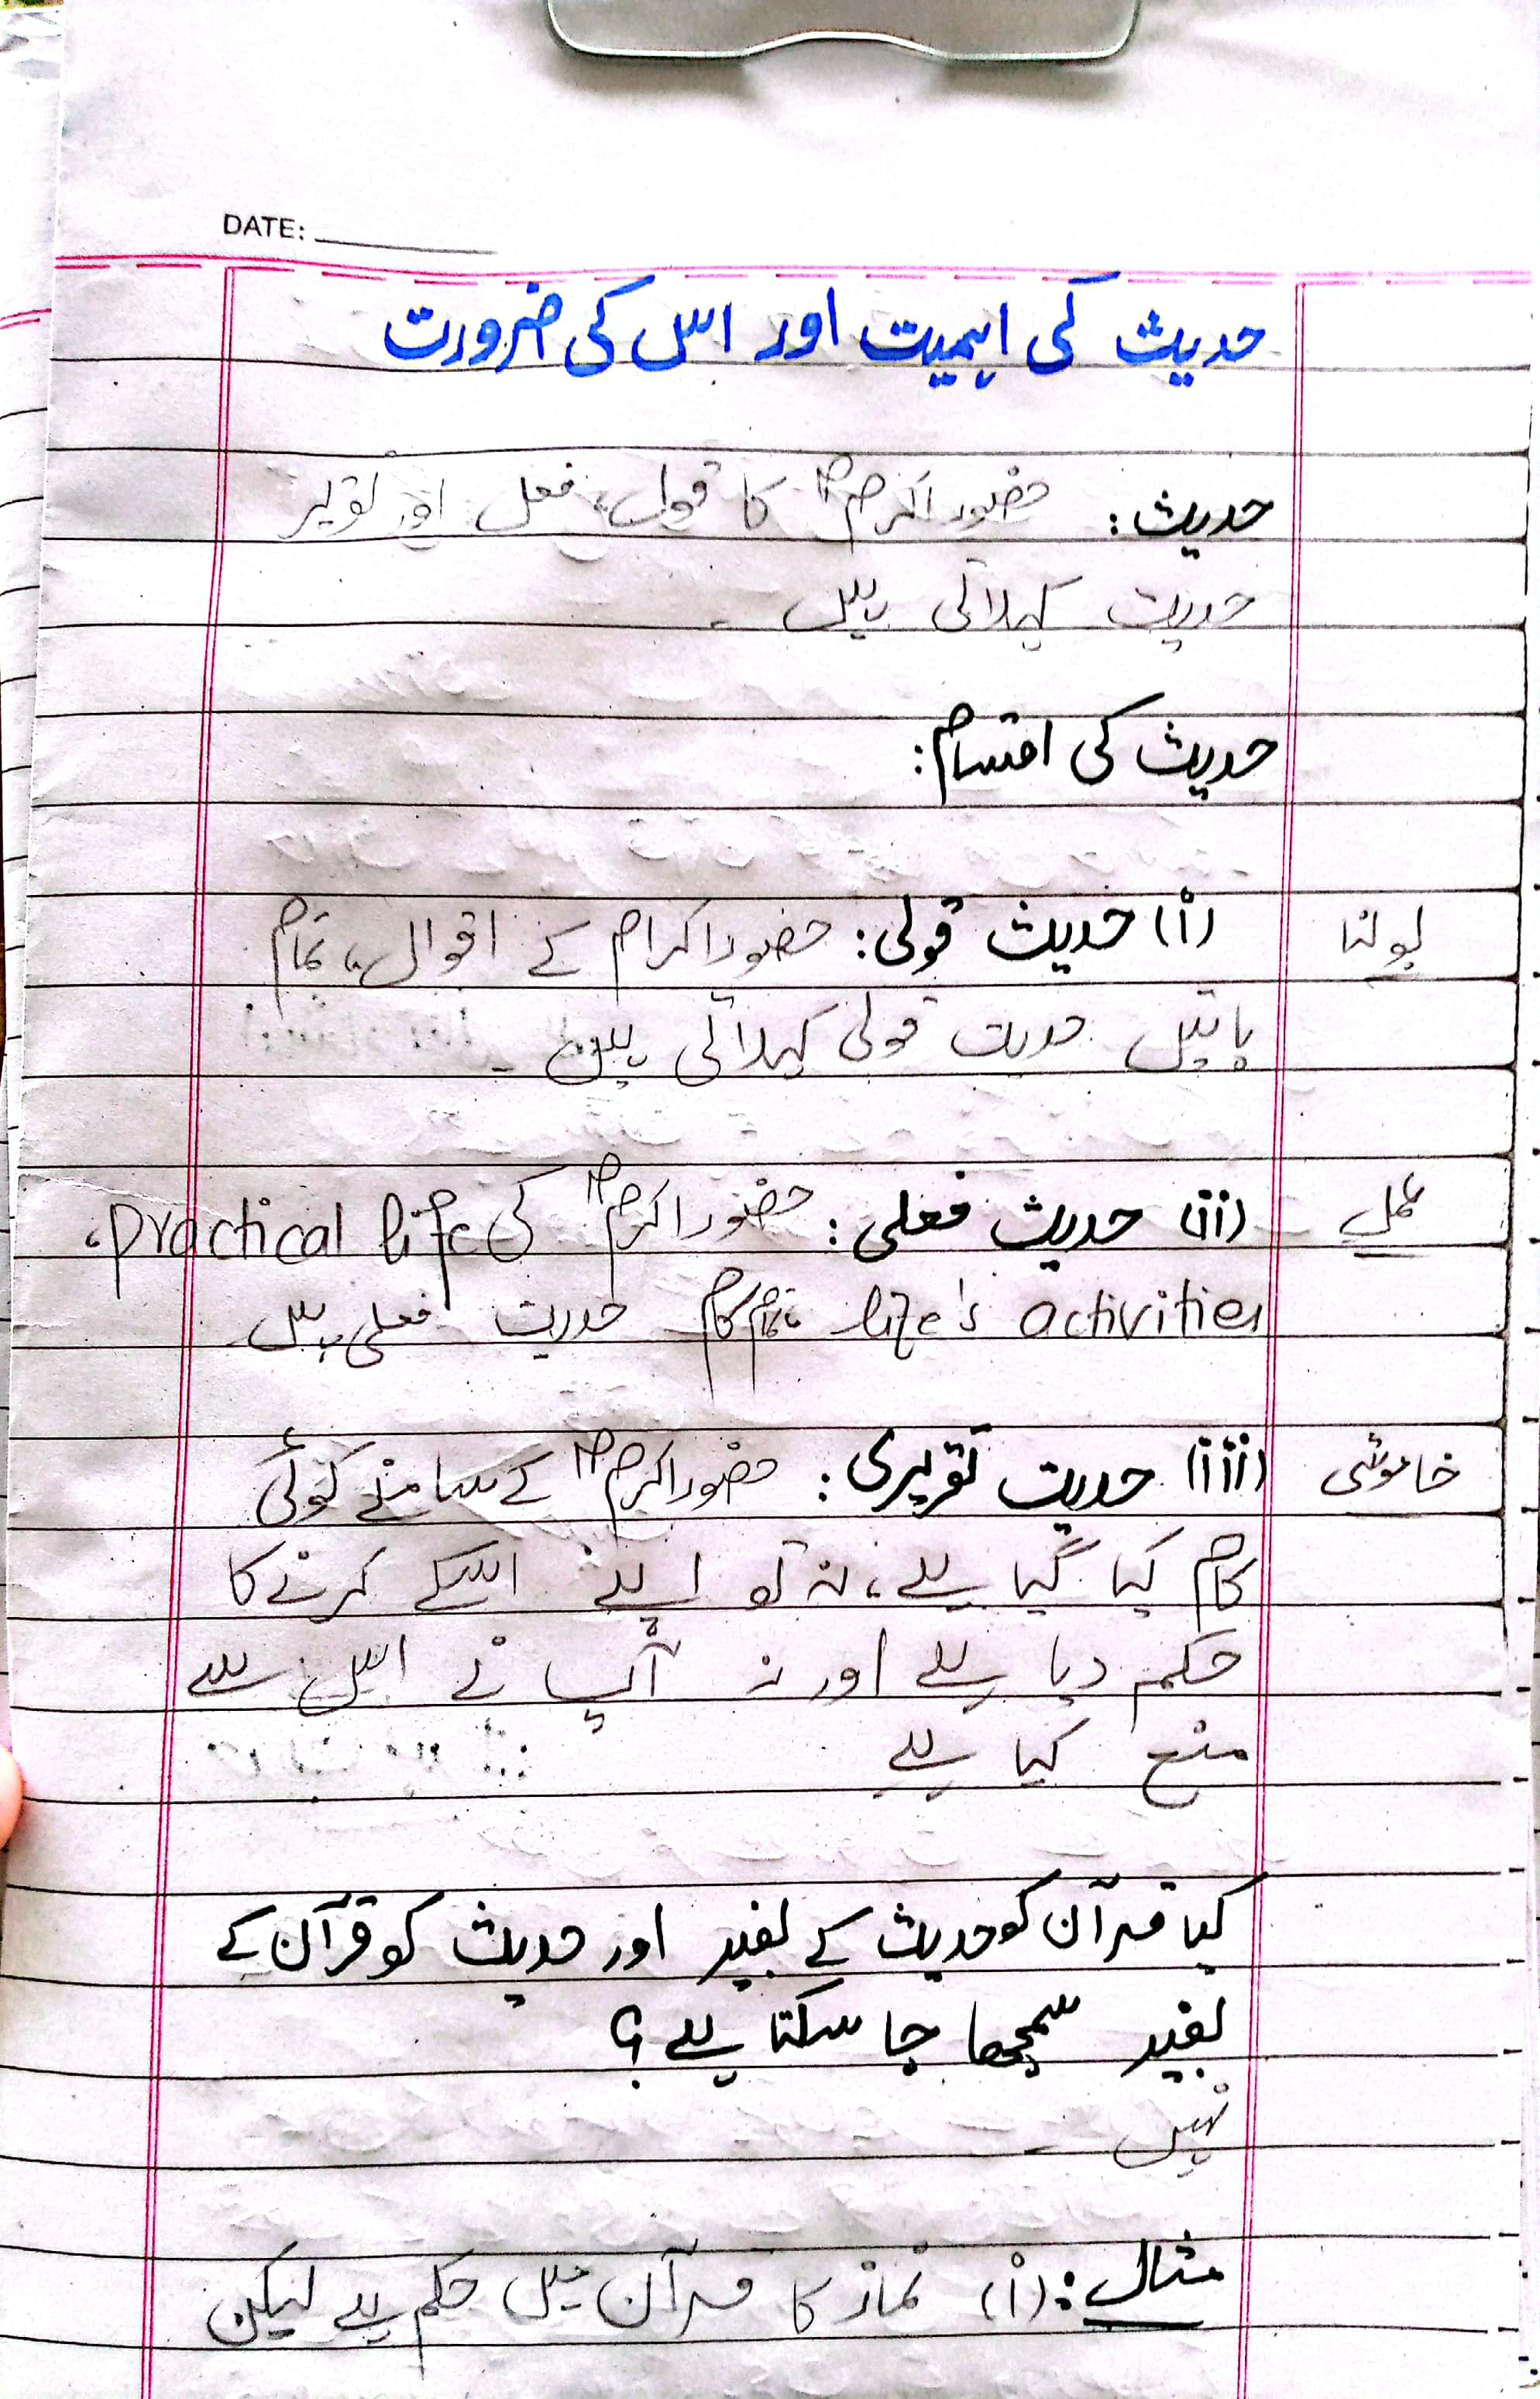 DATE:
حدیث کی اہمیت اور اس کی ضرورت
حدیث: حضور اکرمؐ کا قول، فعل اور تقریر
حدیث کہلاتی ہیں۔
حدیث کی اقسام:
بولنا (i) حدیث قولی: حضور اکرام کے اقوال، تمام
باتیں حدیث قولی کہلاتی ہیں۔
عمل (ii) حدیث فعلی: حضور اکرمؐ کی practical life،
life's activities، تمام کام حدیث فعلی ہیں
خاموشی (iii) حدیث تقریری: حضور اکرمؐ کے سامنے کوئی
کام کیا گیا ہے، نہ تو اپنے اسکے کرنے کا
حکم دیا ہے اور نہ آپ نے اس سے
منع کیا ہے
کیا قرآن کو حدیث کے بغیر اور حدیث کو قرآن کے
بغیر سمجھا جا سکتا ہے؟
نہیں
مثال: (i) نماز کا قرآن میں حکم ہے لیکن